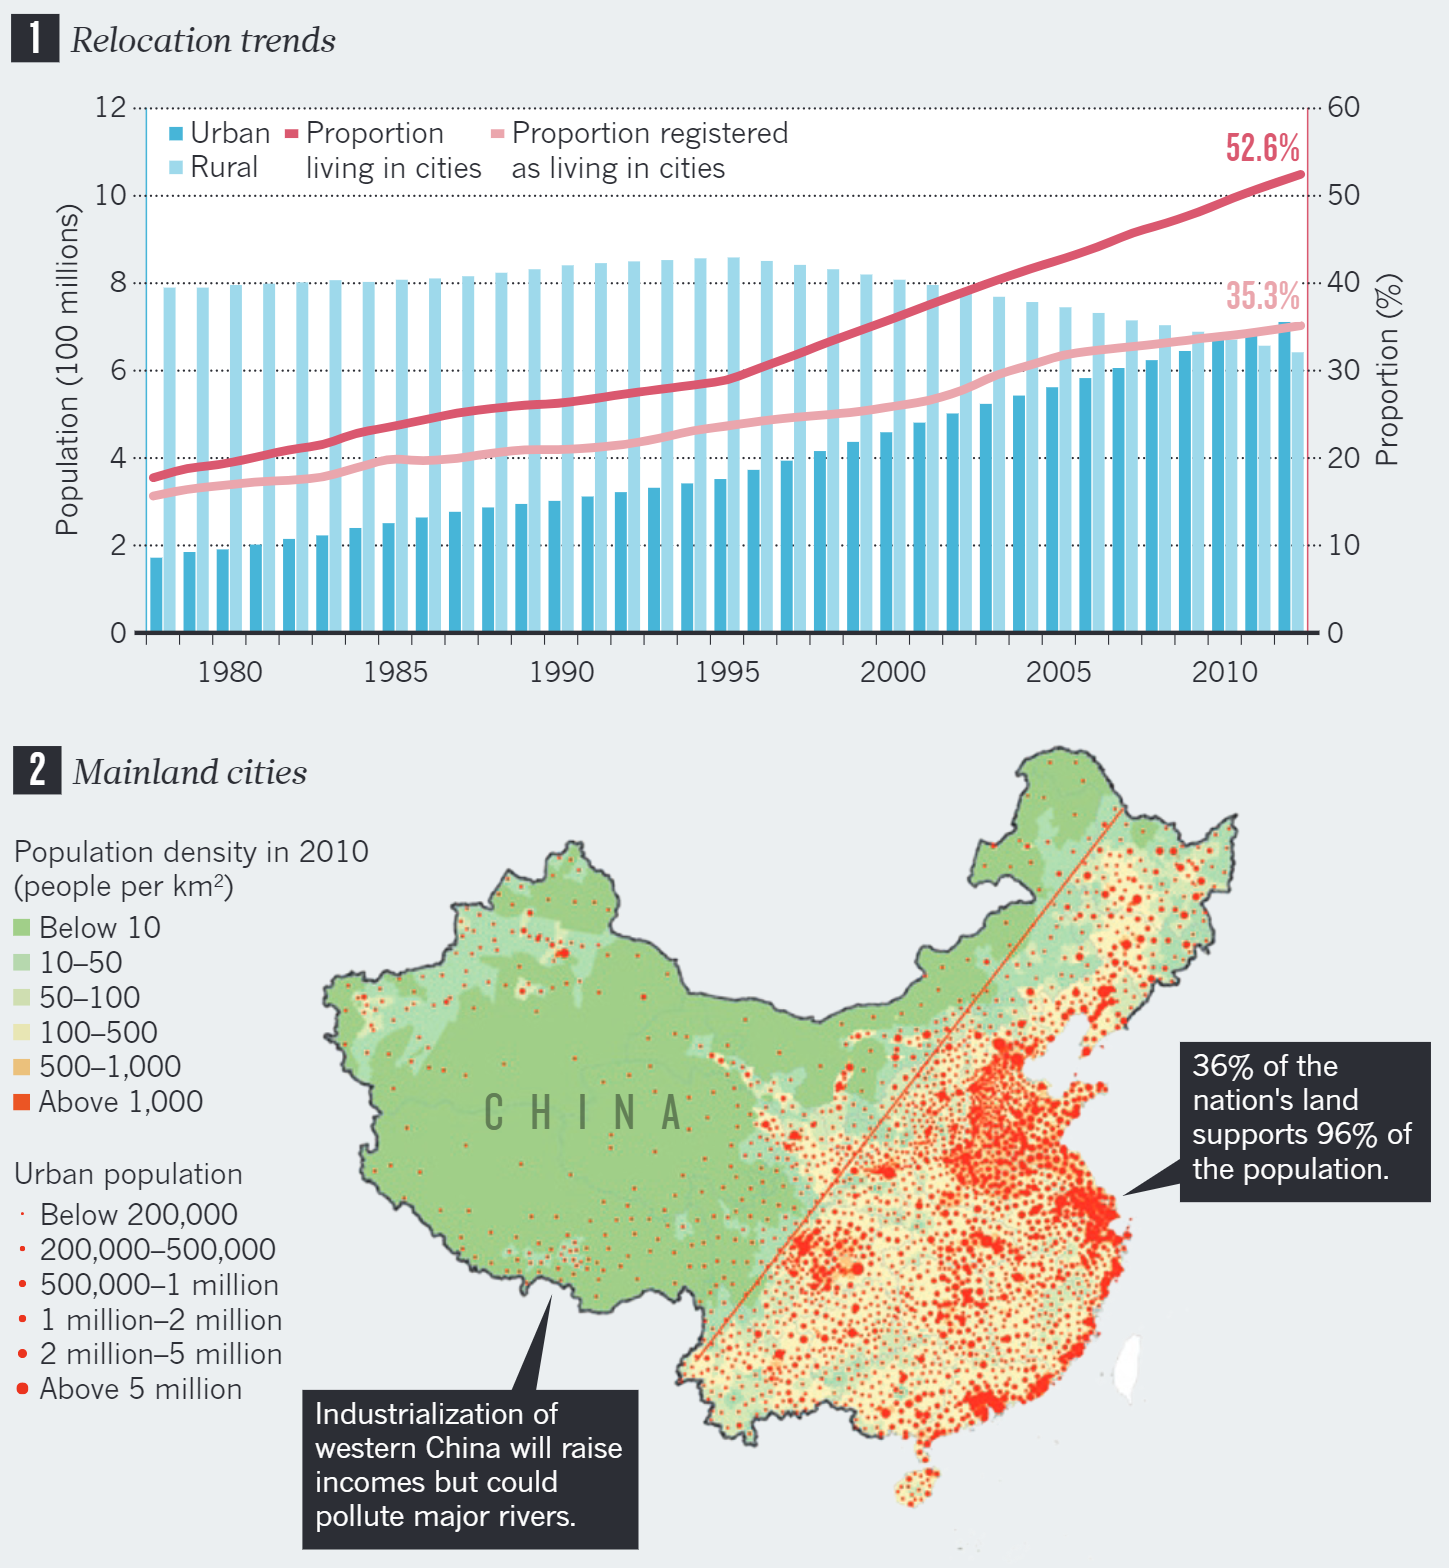 1 Relocation trends
12
10
8
6
4
2
0
Population (100 millions)
Urban
Rural
Proportion
living in cities
Proportion registered
as living in cities
52.6%
35.3%
60
50
40
30
20
10
0
Proportion (%)
1980 1985 1990 1995 2000 2005 2010
2 Mainland cities
Population density in 2010
(people per km²)
Below 10
10–50
50–100
100–500
500–1,000
Above 1,000
Urban population
Below 200,000
200,000–500,000
500,000–1 million
1 million–2 million
2 million–5 million
Above 5 million
CHINA
36% of the
nation's land
supports 96% of
the population.
Industrialization of
western China will raise
incomes but could
pollute major rivers.